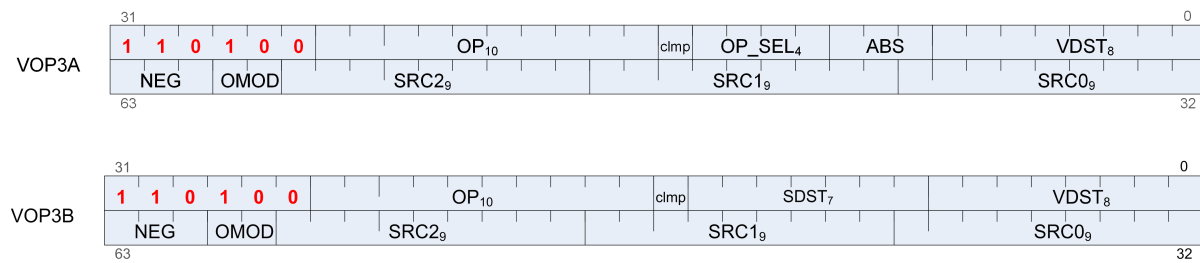 31 0
VOP3A
1 1 0 1 0 0 OP10 clmp OP_SEL4 ABS VDST8
NEG OMOD SRC29 SRC19 SRC09
63 32
31 0
VOP3B
1 1 0 1 0 0 OP10 clmp SDST7 VDST8
NEG OMOD SRC29 SRC19 SRC09
63 32